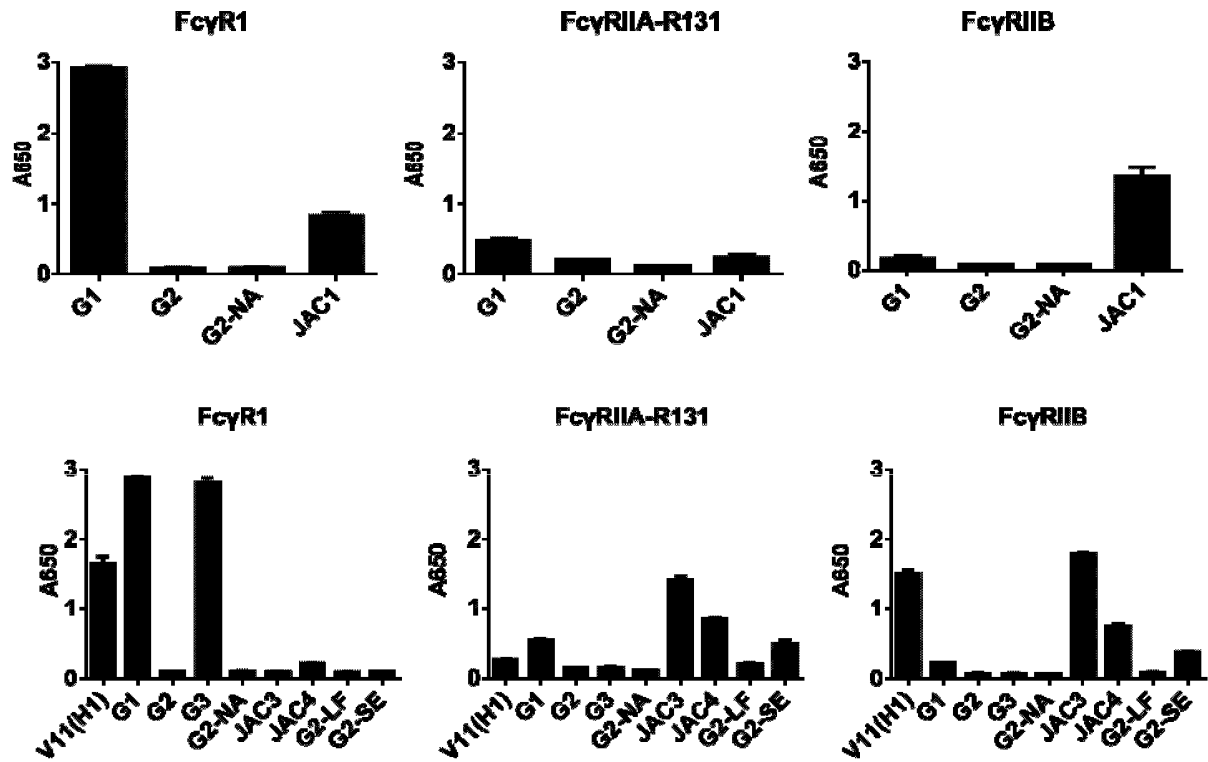 FcγR1 FcγRIIA-R131 FcγRIIB
3 3 3
2 2 2
A650 A650 A650
1 1 1
0 0 0
G1 G2 G2-NA JAC1 G1 G2 G2-NA JAC1 G1 G2 G2-NA JAC1
FcγR1 FcγRIIA-R131 FcγRIIB
3 3 3
2 2 2
A650 A650 A650
1 1 1
0 0 0
V11(H1) G1 G2 G3 G2-NA JAC3 JAC4 G2-LF G2-SE V11(H1) G1 G2 G3 G2-NA JAC3 JAC4 G2-LF G2-SE V11(H1) G1 G2 G3 G2-NA JAC3 JAC4 G2-LF G2-SE